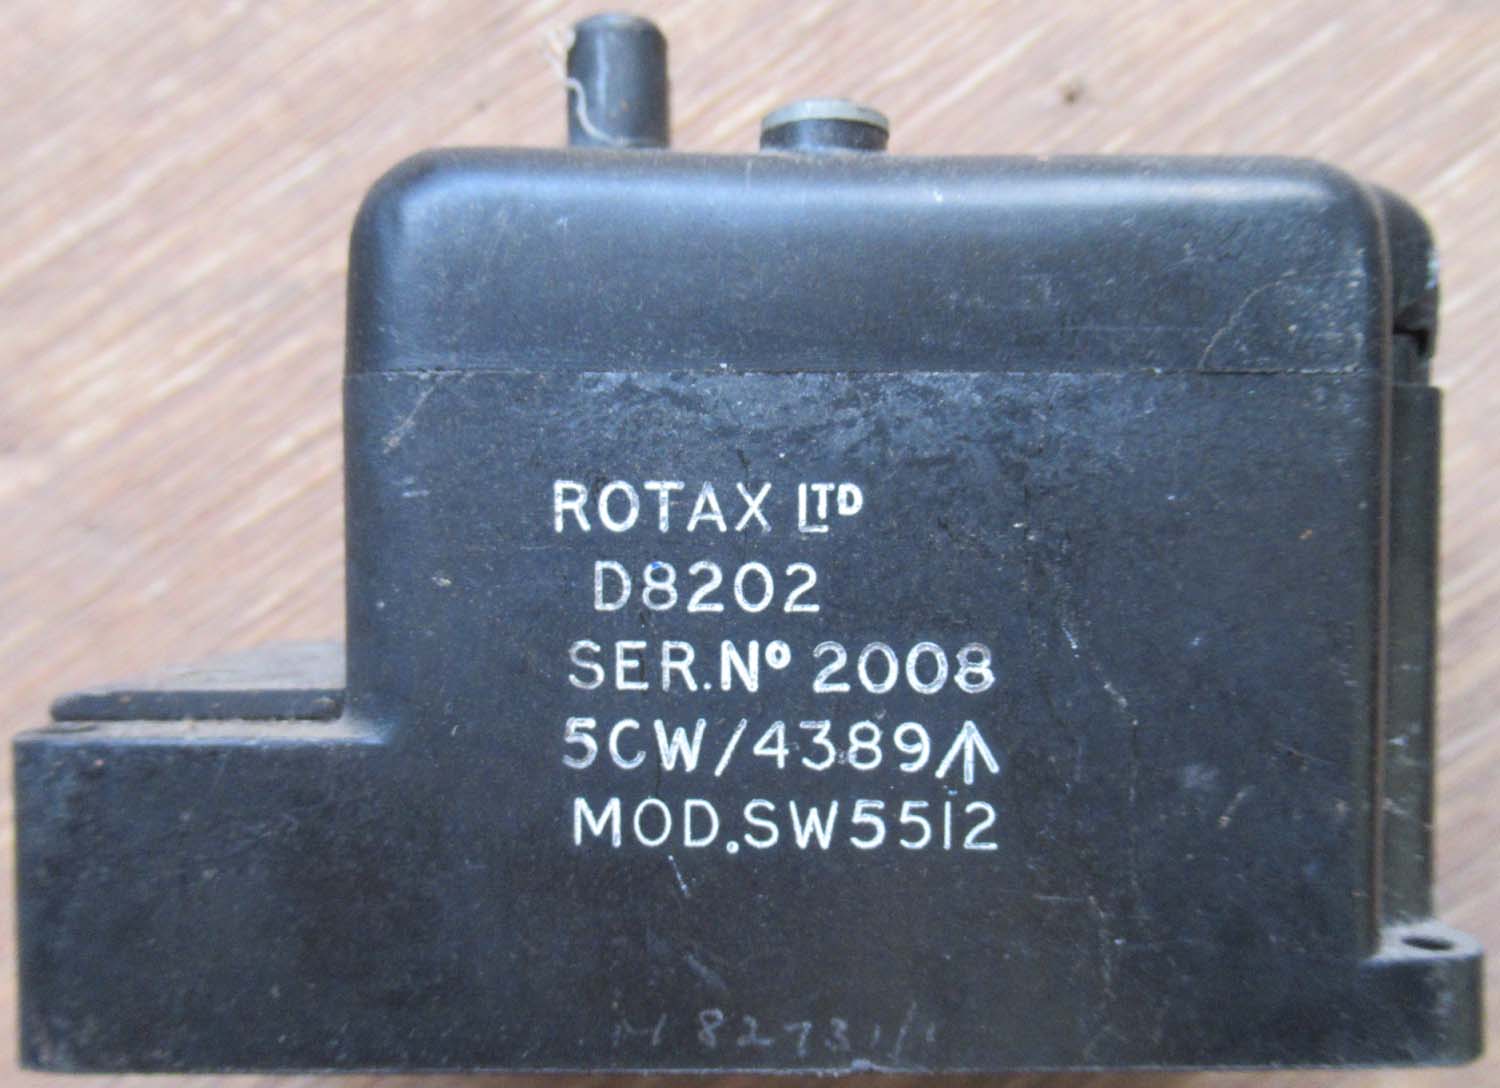 ROTAX LTD
D8202
SER.Nº 2008
5CW/4389
MOD.SW5512